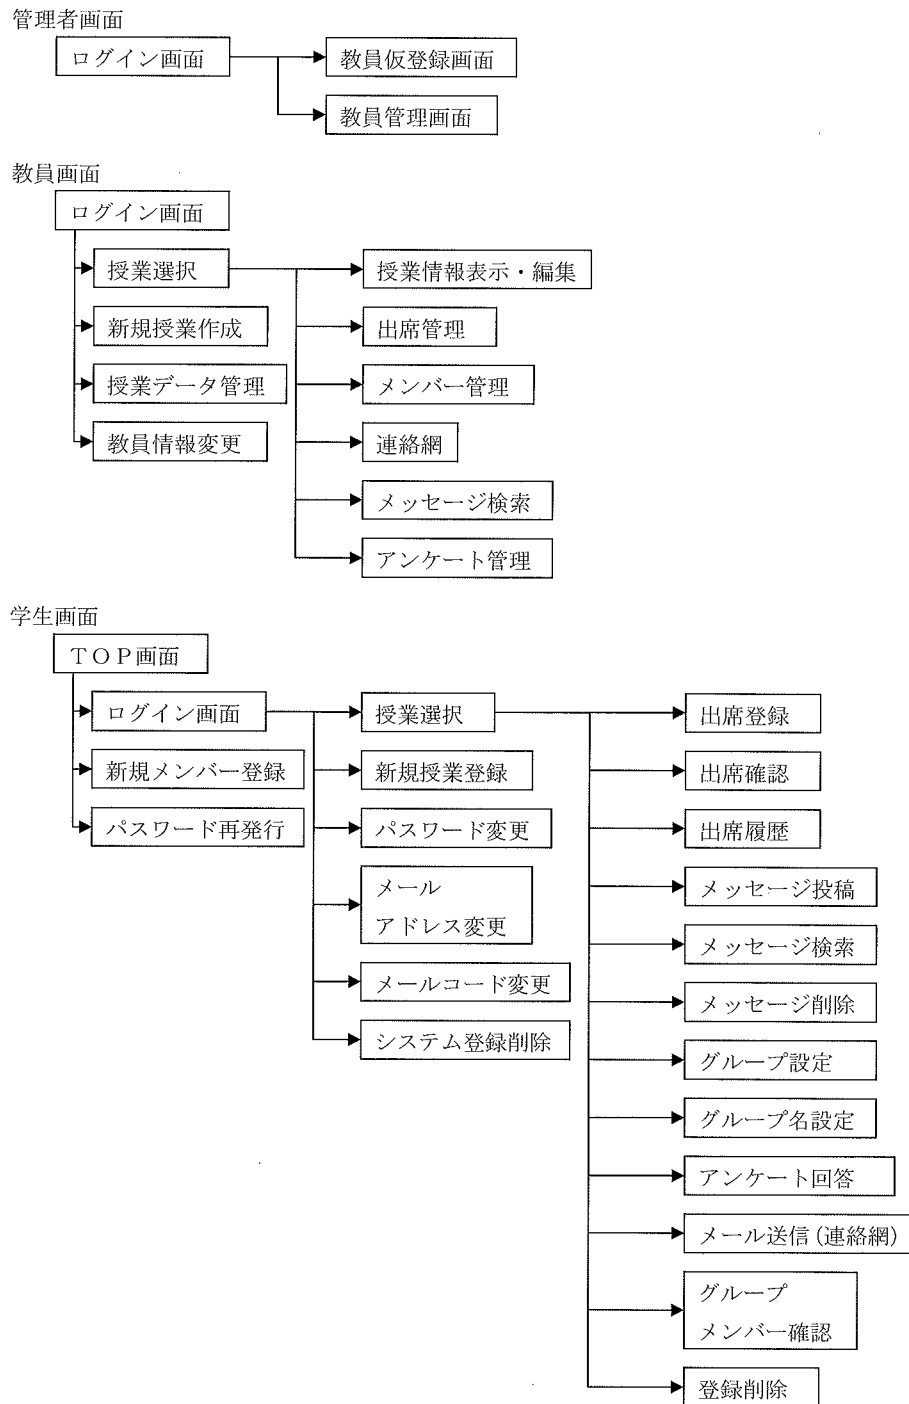 管理者画面
ログイン画面
教員仮登録画面
教員管理画面
教員画面
ログイン画面
授業選択
新規授業作成
授業データ管理
教員情報変更
授業情報表示・編集
出席管理
メンバー管理
連絡網
メッセージ検索
アンケート管理
学生画面
ＴＯＰ画面
ログイン画面
新規メンバー登録
パスワード再発行
授業選択
新規授業登録
パスワード変更
メール
アドレス変更
メールコード変更
システム登録削除
出席登録
出席確認
出席履歴
メッセージ投稿
メッセージ検索
メッセージ削除
グループ設定
グループ名設定
アンケート回答
メール送信(連絡網)
グループ
メンバー確認
登録削除